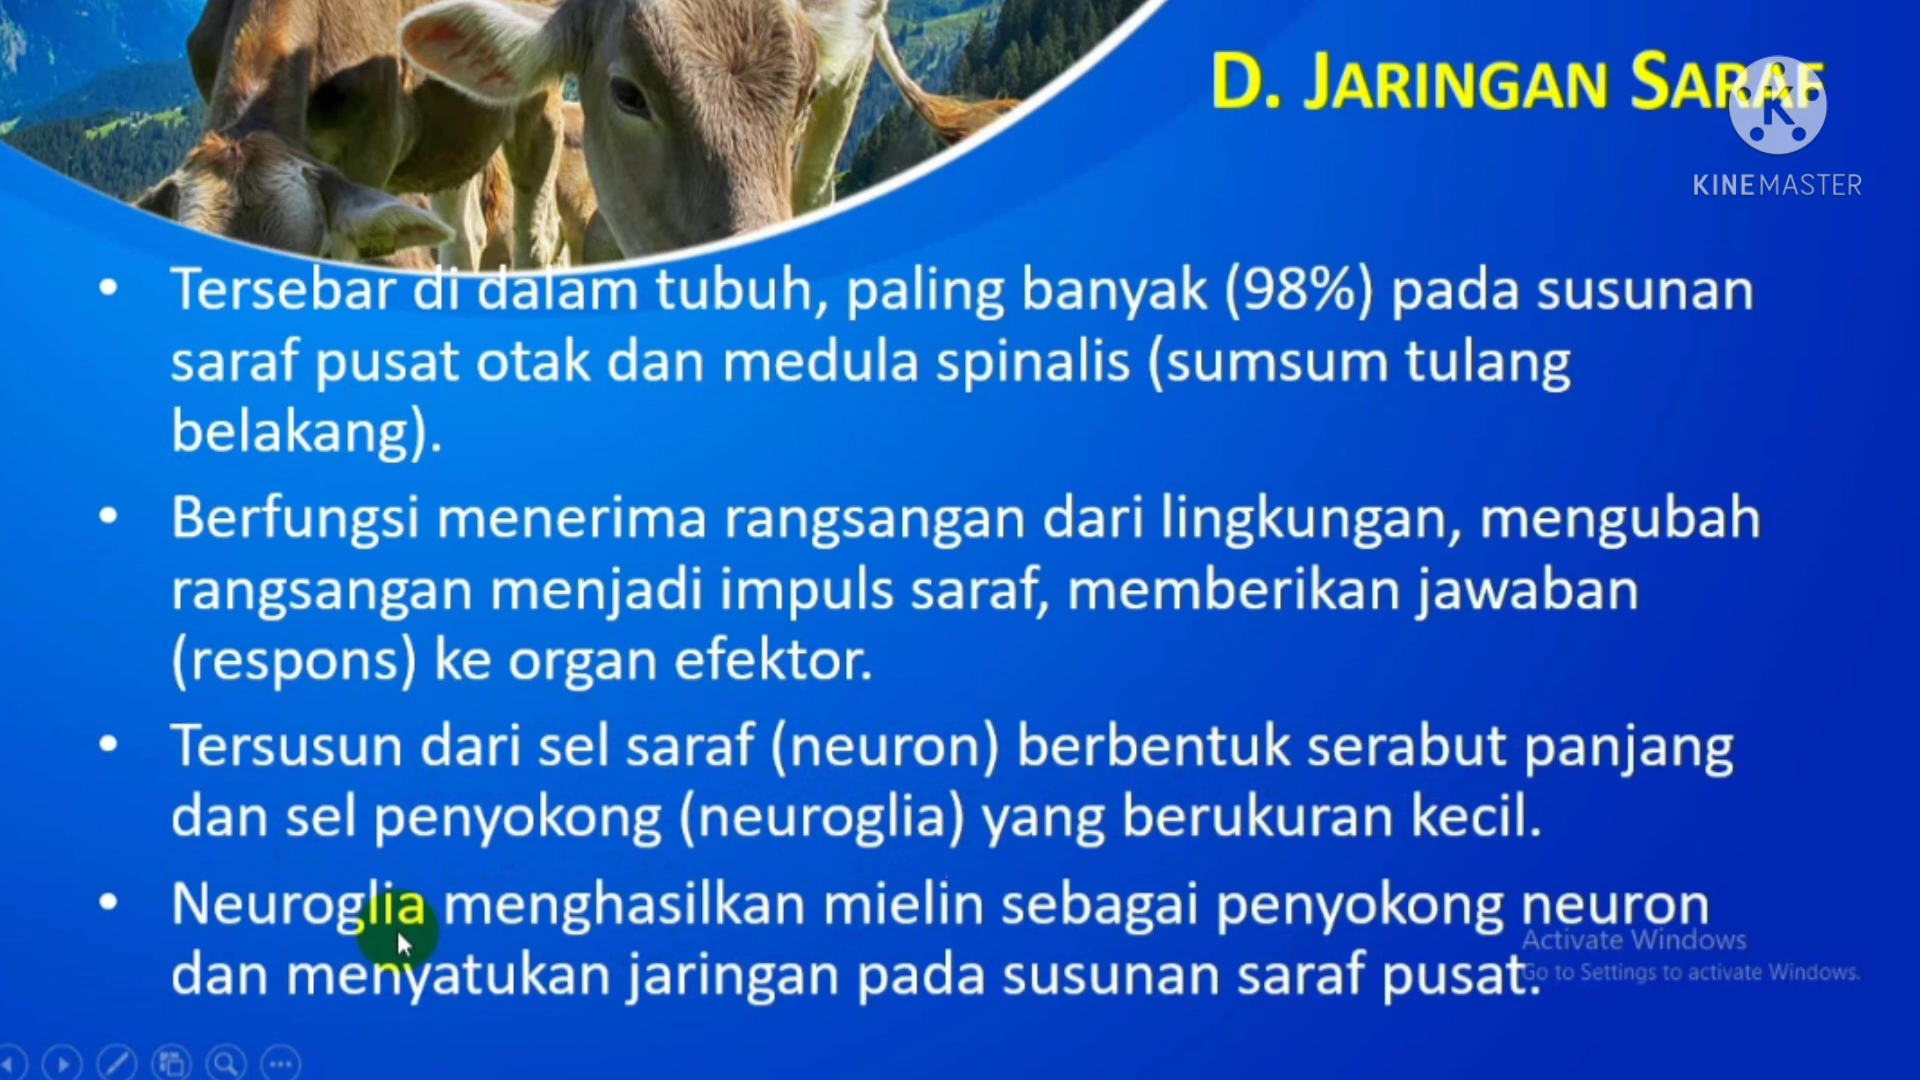 D. JARINGAN SARAF
K
KINEMASTER
• Tersebar di dalam tubuh, paling banyak (98%) pada susunan
saraf pusat otak dan medula spinalis (sumsum tulang
belakang).
• Berfungsi menerima rangsangan dari lingkungan, mengubah
rangsangan menjadi impuls saraf, memberikan jawaban
(respons) ke organ efektor.
• Tersusun dari sel saraf (neuron) berbentuk serabut panjang
dan sel penyokong (neuroglia) yang berukuran kecil.
• Neuroglia menghasilkan mielin sebagai penyokong neuron
dan menyatukan jaringan pada susunan saraf pusat.
Activate Windows
Go to Settings to activate Windows.